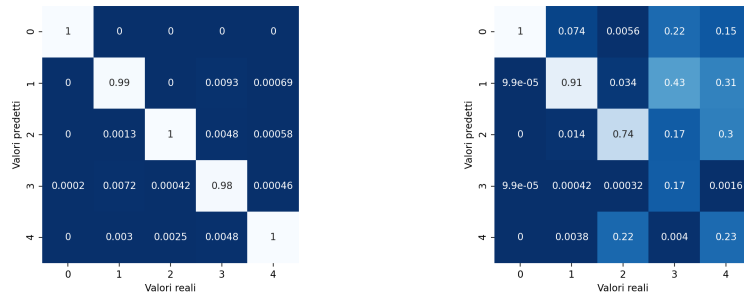 0 1 0 0 0 0
1 0 0.99 0 0.0093 0.00069
2 0 0.0013 1 0.0048 0.00058
3 0.0002 0.0072 0.00042 0.98 0.00046
4 0 0.003 0.0025 0.0048 1
0 1 2 3 4
Valori predetti
Valori reali
0 1 0.074 0.0056 0.22 0.15
1 9.9e-05 0.91 0.034 0.43 0.31
2 0 0.014 0.74 0.17 0.3
3 9.9e-05 0.00042 0.00032 0.17 0.0016
4 0 0.0038 0.22 0.004 0.23
0 1 2 3 4
Valori predetti
Valori reali